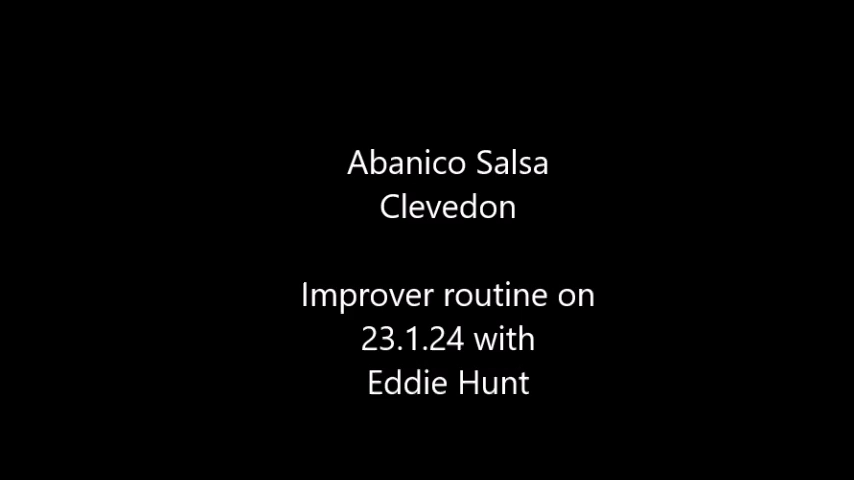 Abanico Salsa
Clevedon
Improver routine on
23.1.24 with
Eddie Hunt